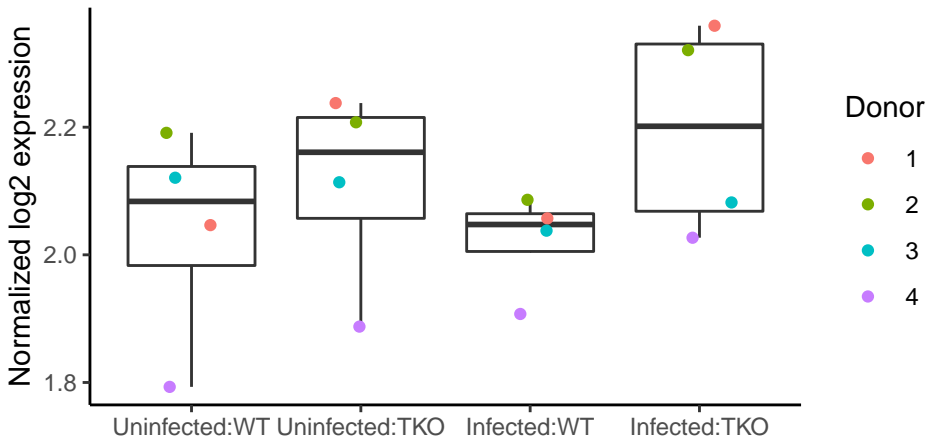 Normalized log2 expression
2.2
2.0
1.8
Uninfected:WT Uninfected:TKO Infected:WT Infected:TKO
Donor
1
2
3
4